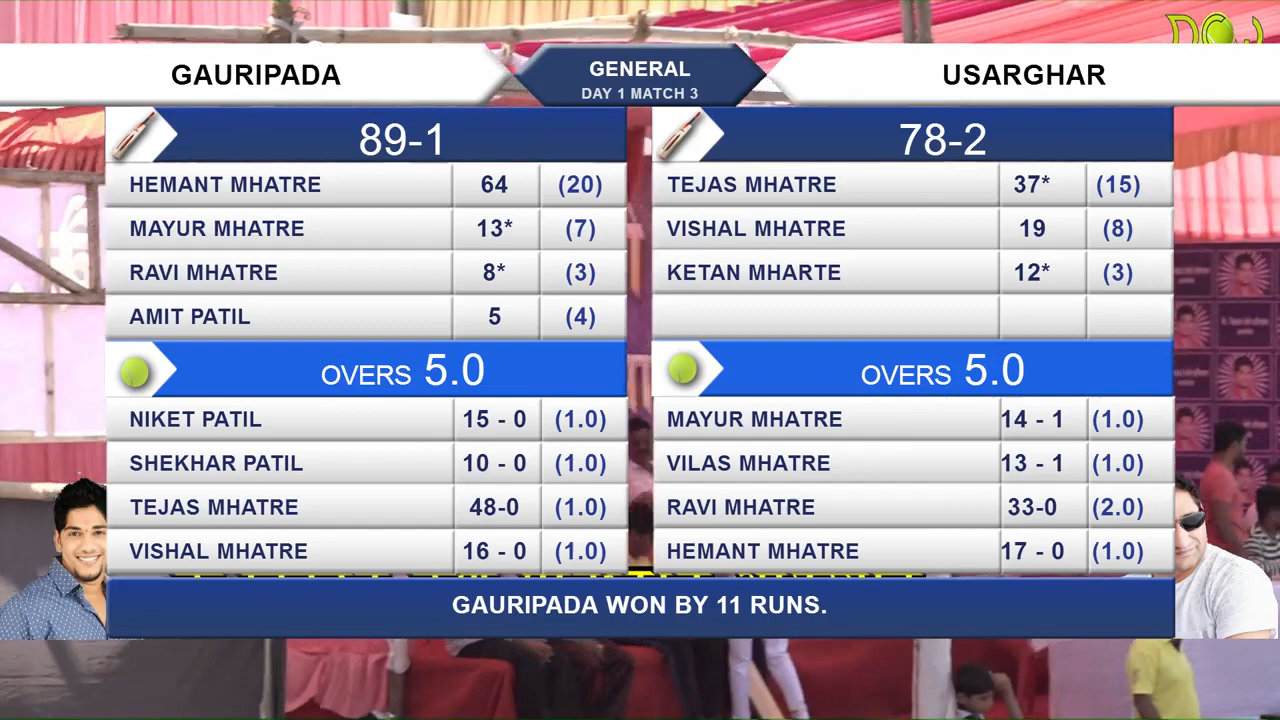 DCW
GAURIPADA
GENERAL
DAY 1 MATCH 3
USARGHAR
89-1
HEMANT MHATRE 64 (20)
MAYUR MHATRE 13* (7)
RAVI MHATRE 8* (3)
AMIT PATIL 5 (4)
OVERS 5.0
NIKET PATIL 15 - 0 (1.0)
SHEKHAR PATIL 10 - 0 (1.0)
TEJAS MHATRE 48-0 (1.0)
VISHAL MHATRE 16 - 0 (1.0)
78-2
TEJAS MHATRE 37* (15)
VISHAL MHATRE 19 (8)
KETAN MHARTE 12* (3)
OVERS 5.0
MAYUR MHATRE 14 - 1 (1.0)
VILAS MHATRE 13 - 1 (1.0)
RAVI MHATRE 33-0 (2.0)
HEMANT MHATRE 17 - 0 (1.0)
GAURIPADA WON BY 11 RUNS.